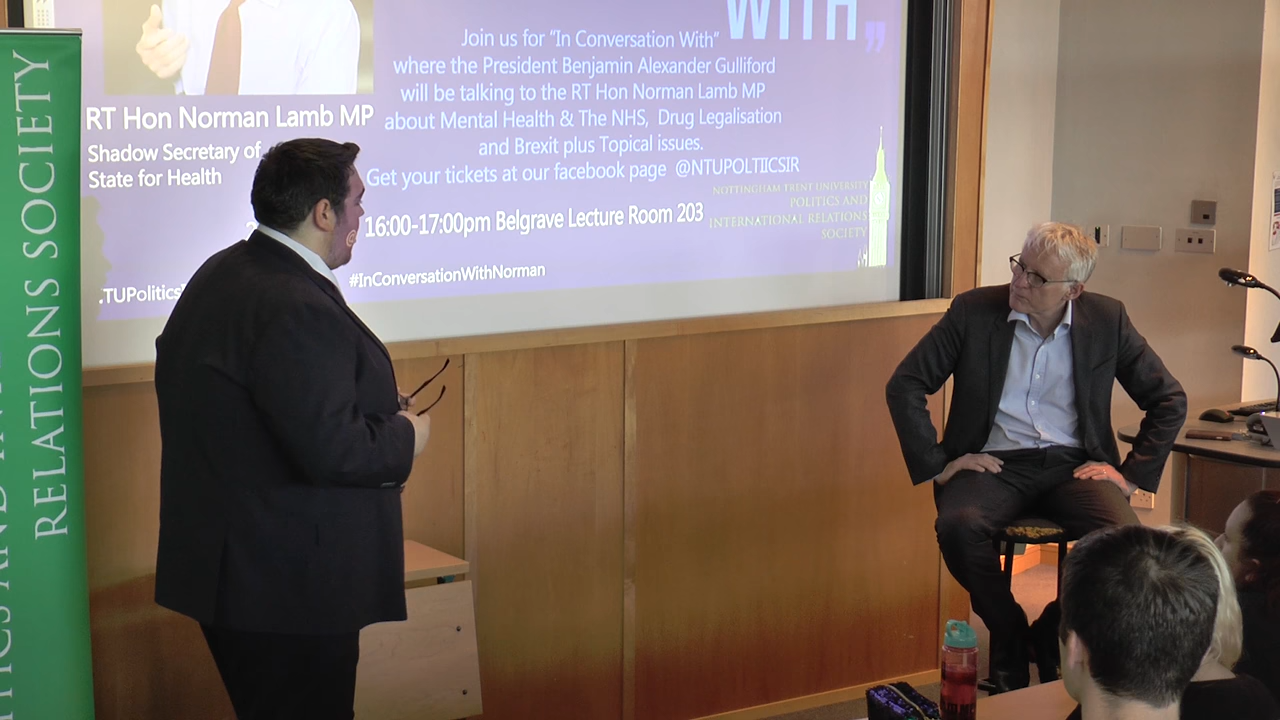 WITH"
Join us for "In Conversation With"
where the President Benjamin Alexander Gulliford
will be talking to the RT Hon Norman Lamb MP
about Mental Health & The NHS, Drug Legalisation
and Brexit plus Topical issues.
Get your tickets at our facebook page @NTUPOLTIICSIR
RT Hon Norman Lamb MP
Shadow Secretary of
State for Health
16:00-17:00pm Belgrave Lecture Room 203
NOTTINGHAM TRENT UNIVERSITY
POLITICS AND
INTERNATIONAL RELATIONS
SOCIETY
#InConversationWithNorman
.TUPolitics
RELATIONS SOCIETY